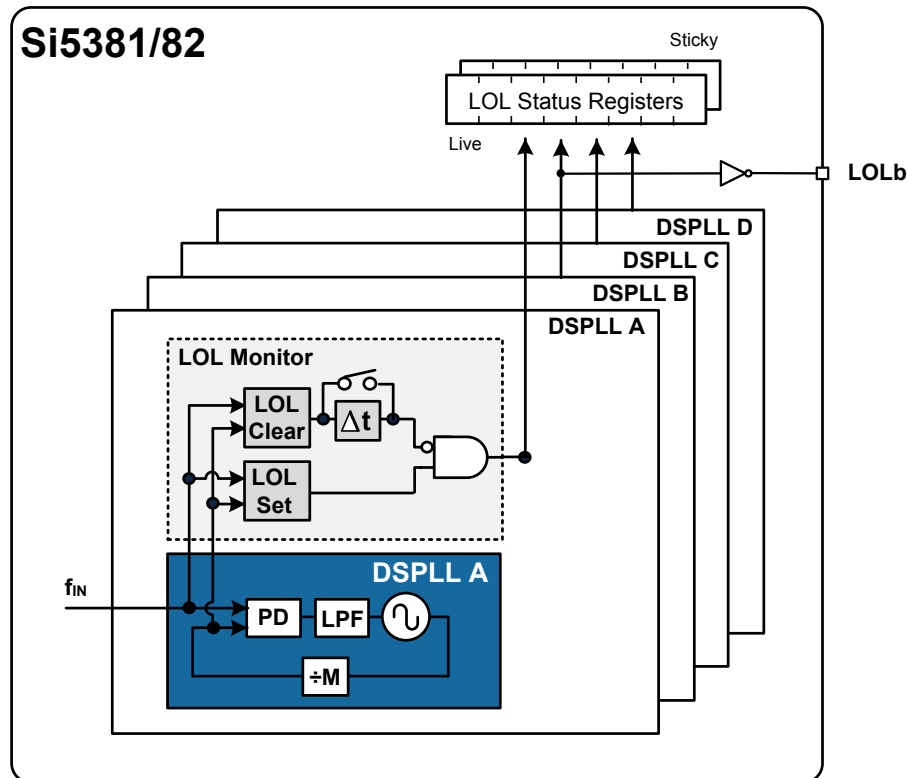 Si5381/82
Sticky
LOL Status Registers
Live
LOLb
DSPLL D
DSPLL C
DSPLL B
DSPLL A
LOL Monitor
LOL
Clear
Δt
LOL
Set
DSPLL A
fIN
PD
LPF
÷M